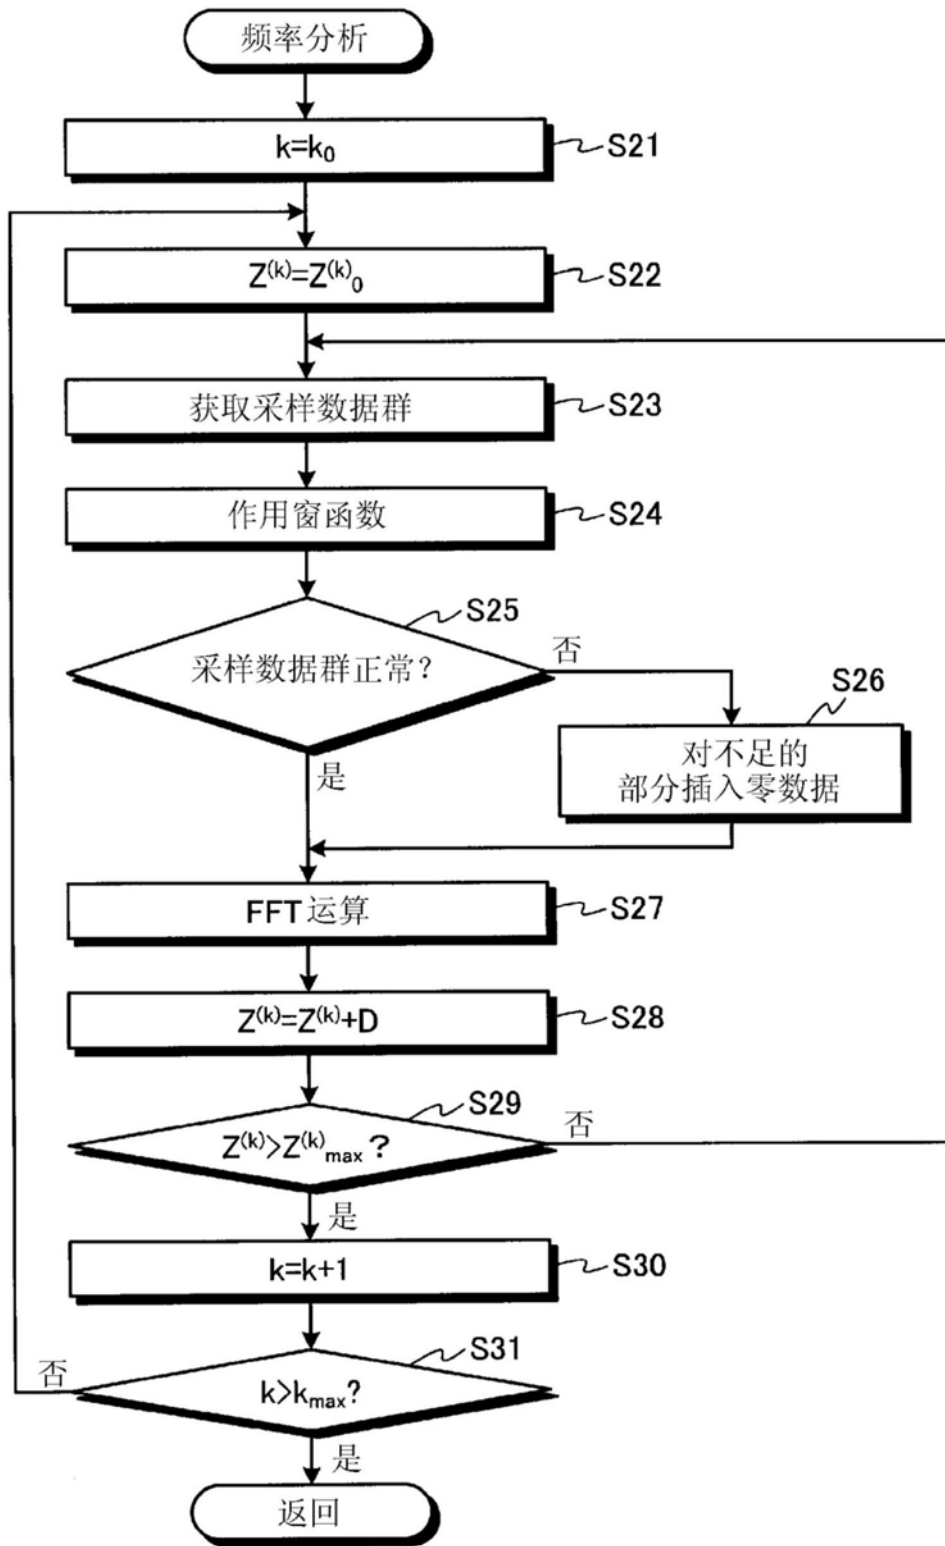 频率分析
k=k₀
S21
Z⁽ᵏ⁾=Z⁽ᵏ⁾₀
S22
获取采样数据群
S23
作用窗函数
S24
S25
采样数据群正常?
否
S26
对不足的
部分插入零数据
是
FFT 运算
S27
Z⁽ᵏ⁾=Z⁽ᵏ⁾+D
S28
S29
Z⁽ᵏ⁾>Z⁽ᵏ⁾max ?
否
是
k=k+1
S30
S31
否
k>kmax?
是
返回